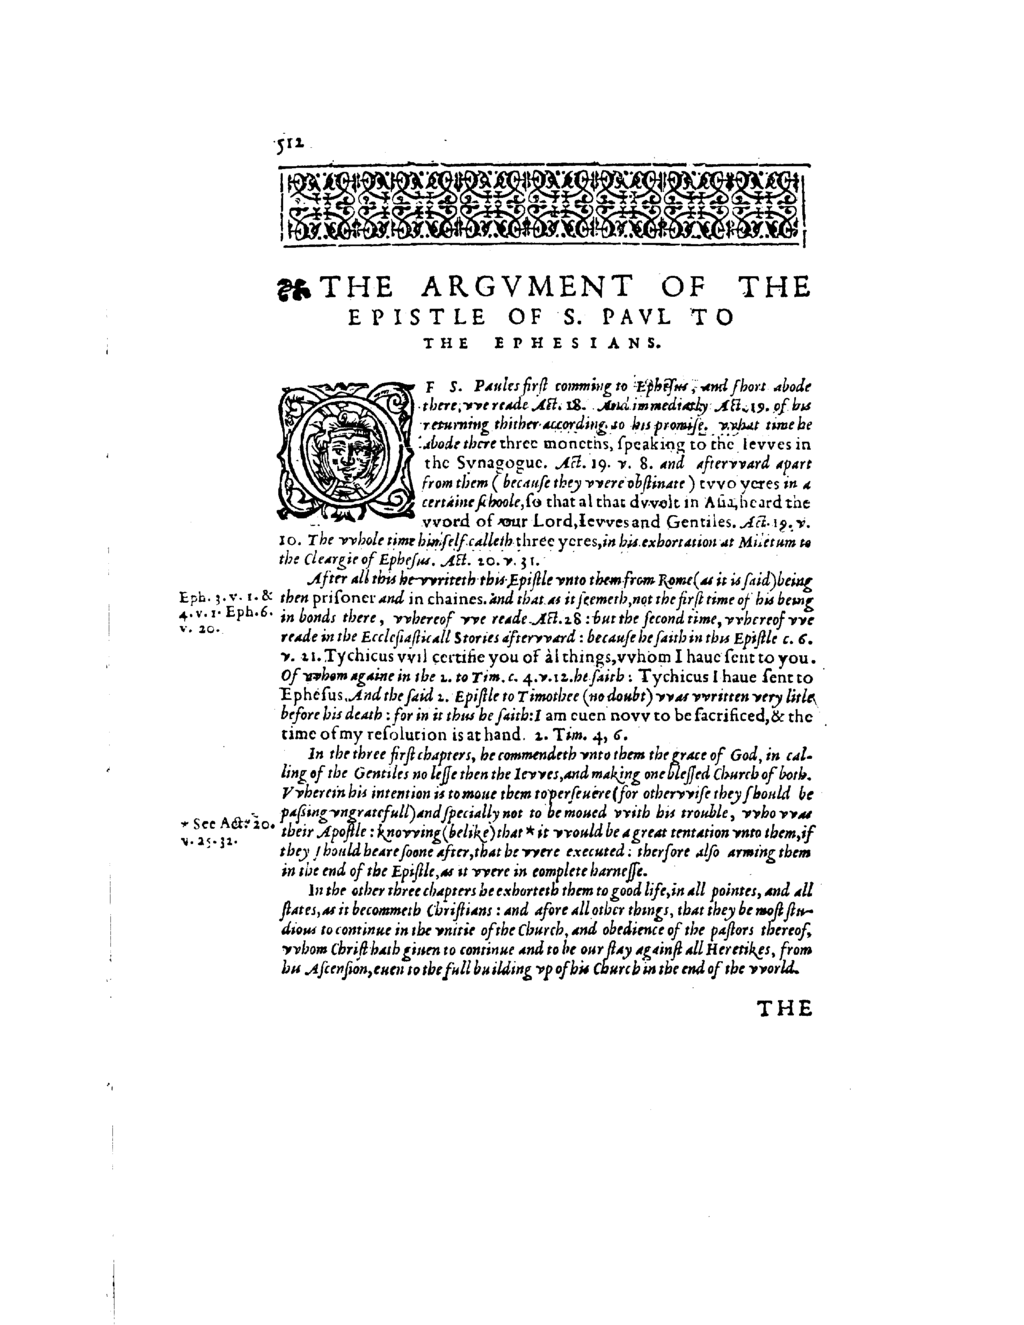 512
THE ARGVMENT OF THE
EPISTLE OF S. PAVL TO
THE EPHESIANS.
OF S. Paules first comming to Ephesus, and short abode
there, vve reade Act. 18. And immediatly Act. 19. of his
returning thither according to his promise. vvhat time he
abode there three moneths, speaking to the Ievves in
the Synagogue. Act. 19. v. 8. and aftervvard apart
from them (because they vvere obstinate) tvvo yeres in a
certaine schoole, so that al that dvvelt in Asia, heard the
vvord of our Lord, Ievves and Gentiles. Act. 19. v.
10. The vvhole time himself calleth three yeres, in his exhortation at Miletum to
the Cleargie of Ephesus. Act. 20. v. 31.
After all this he vvriteth this Epistle vnto them from Rome (as it is said) being
then prisoner and in chaines. and that as it seemeth, not the first time of his being
in bonds there, vvhereof vve reade Act. 28: but the second time, vvhereof vve
reade in the Ecclesiasticall Stories aftervvard: because he saith in this Epistle c. 6.
v. 21. Tychicus vvil certifie you of al things, vvhom I haue sent to you.
Of vvhom againe in the 2. to Tim. c. 4. v. 12. he saith: Tychicus I haue sent to
Ephesus. And the said 2. Epistle to Timothee (no doubt) vvas vvritten very litle
before his death: for in it thus he saith: I am euen novv to be sacrificed, & the
time of my resolution is at hand. 2. Tim. 4, 6.
Eph. 3. v. 1. &
4. v. 1. Eph. 6.
v. 20.
In the three first chapters, he commendeth vnto them the grace of God, in cal-
ling of the Gentiles no lesse then the Ievves, and making one blessed Church of both.
VVherein his intention is to moue them to perseuere (for othervvise they should be
passing vngratefull) and specially not to be moued vvith his trouble, vvho vvas
their Apostle: knovving (belike) that * it vvould be a great tentation vnto them, if
they should heare soone after, that he vvere executed: therfore also arming them
in the end of the Epistle, as it vvere in complete harnesse.
* See Act. 20.
v. 25. 32.
In the other three chapters he exhorteth them to good life, in all pointes, and all
states, as it becommeth Christians: and afore all other things, that they be most stu-
dious to continue in the vnitie of the Church, and obedience of the pastors thereof,
vvhom Christ hath giuen to continue and to be our stay against all Heretikes, from
his Ascension, euen to the full building vp of his Church in the end of the vvorld.
THE